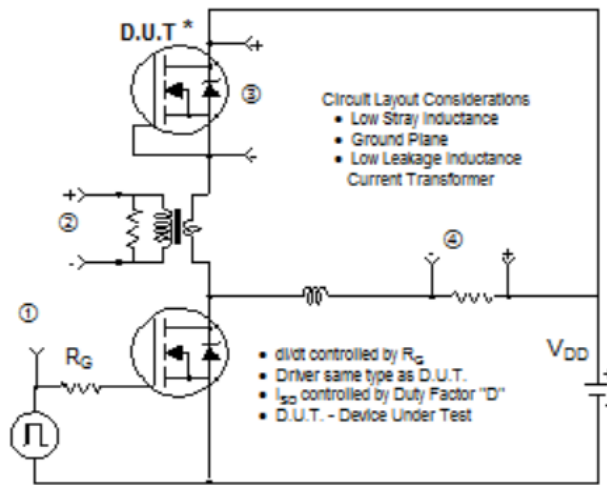 D.U.T *
+
③
-
Circuit Layout Considerations
• Low Stray Inductance
• Ground Plane
• Low Leakage Inductance
Current Transformer
+
②
-
④
-
+
①
RG
VDD
+
-
• di/dt controlled by RG
• Driver same type as D.U.T.
• ISD controlled by Duty Factor "D"
• D.U.T. - Device Under Test